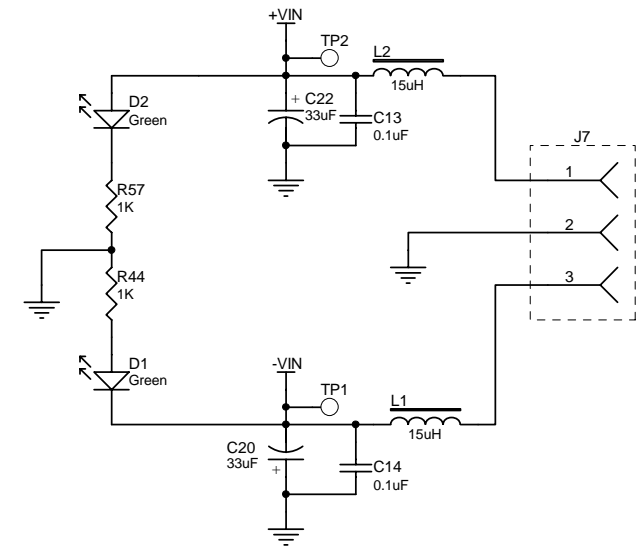 +VIN
TP2
L2
15uH
D2
Green
+
C22
33uF
C13
0.1uF
J7
1
R57
1K
2
R44
1K
3
D1
Green
-VIN
TP1
L1
15uH
C20
33uF
+
C14
0.1uF